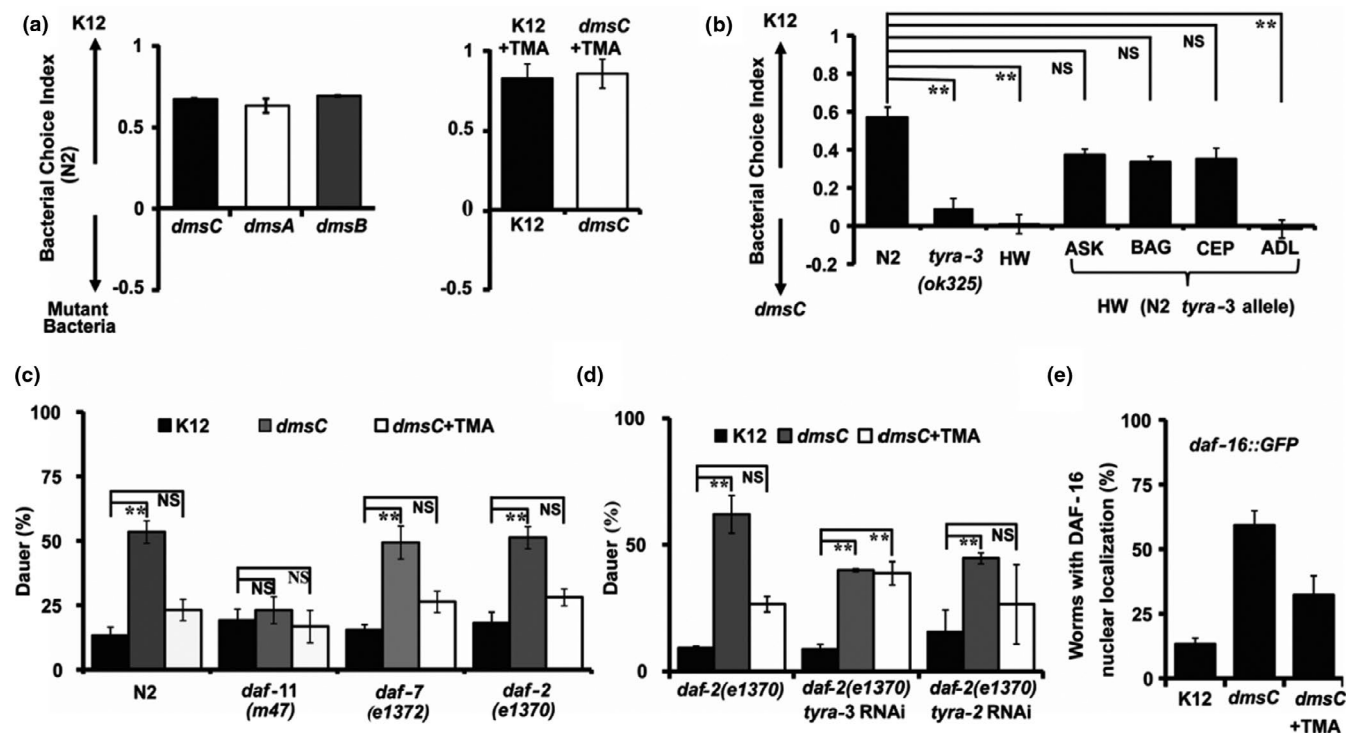 (a)
K12
Bacterial Choice Index
(N2)
Mutant
Bacteria
1
0.5
0
-0.5
dmsC dmsA dmsB
K12 dmsC
+TMA +TMA
1
0.5
0
-0.5
K12 dmsC
(b)
K12
Bacterial Choice Index
dmsC
1
0.8
0.6
0.4
0.2
0
-0.2
** ** NS NS NS **
N2 tyra-3 HW ASK BAG CEP ADL
(ok325)
HW (N2 tyra-3 allele)
(c)
K12 dmsC dmsC+TMA
Dauer (%)
100
75
50
25
0
** NS
NS NS
** NS
** NS
N2 daf-11 daf-7 daf-2
(m47) (e1372) (e1370)
(d)
K12 dmsC dmsC+TMA
Dauer (%)
100
75
50
25
0
** NS
** **
** NS
daf-2(e1370) daf-2(e1370) daf-2(e1370)
tyra-3 RNAi tyra-2 RNAi
(e)
daf-16::GFP
Worms with DAF-16
nuclear localization (%)
100
75
50
25
0
K12 dmsC dmsC
+TMA